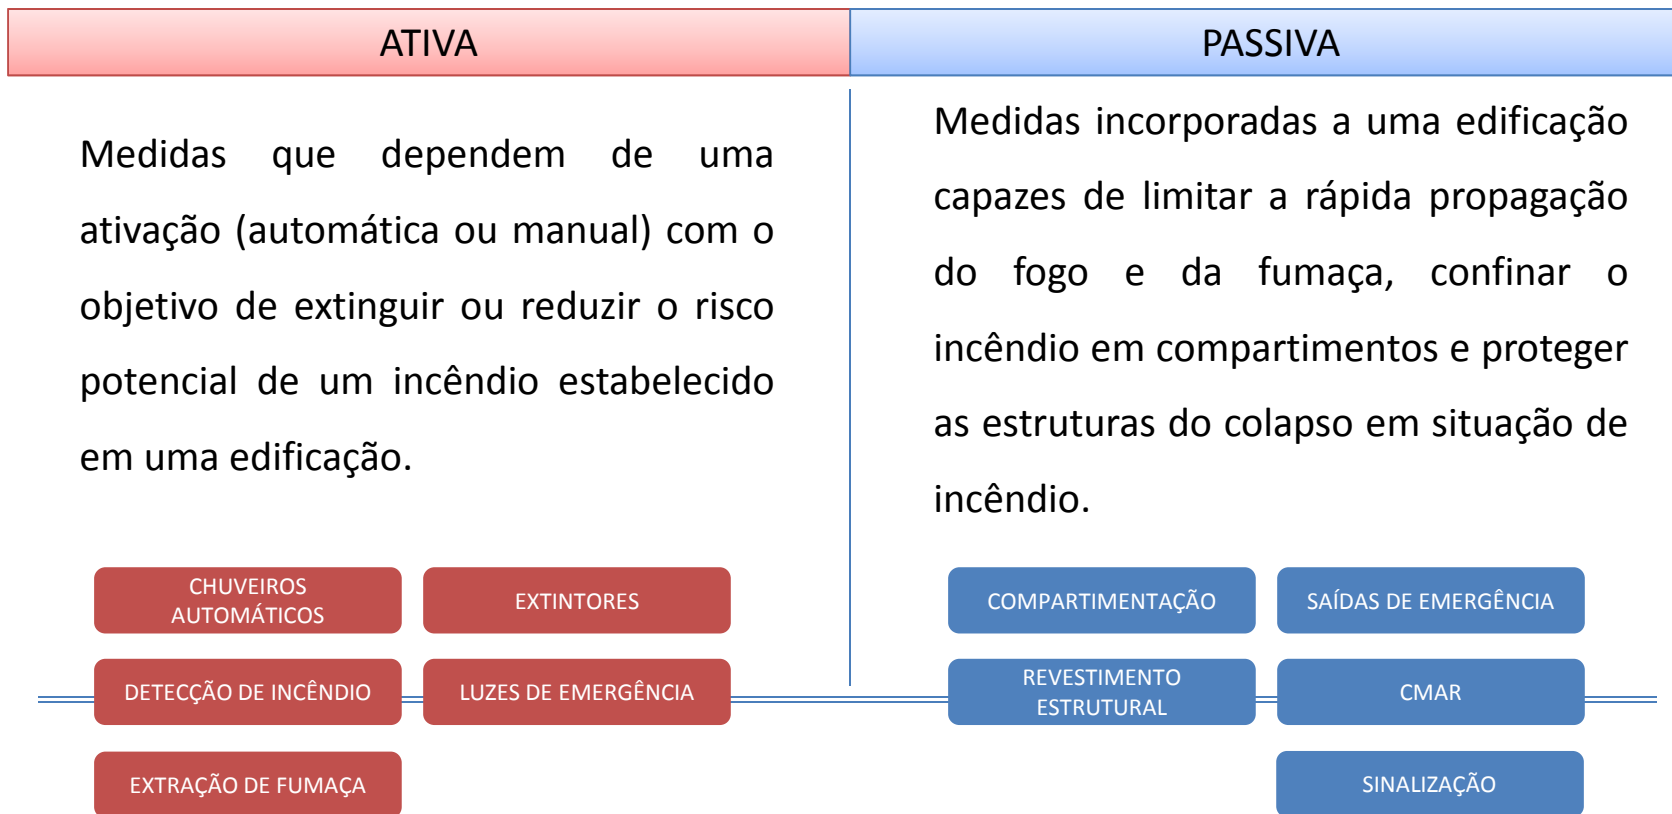 ATIVA
PASSIVA
Medidas que dependem de uma
ativação (automática ou manual) com o
objetivo de extinguir ou reduzir o risco
potencial de um incêndio estabelecido
em uma edificação.
Medidas incorporadas a uma edificação
capazes de limitar a rápida propagação
do fogo e da fumaça, confinar o
incêndio em compartimentos e proteger
as estruturas do colapso em situação de
incêndio.
CHUVEIROS
AUTOMÁTICOS
EXTINTORES
DETECÇÃO DE INCÊNDIO
LUZES DE EMERGÊNCIA
EXTRAÇÃO DE FUMAÇA
COMPARTIMENTAÇÃO
SAÍDAS DE EMERGÊNCIA
REVESTIMENTO
ESTRUTURAL
CMAR
SINALIZAÇÃO